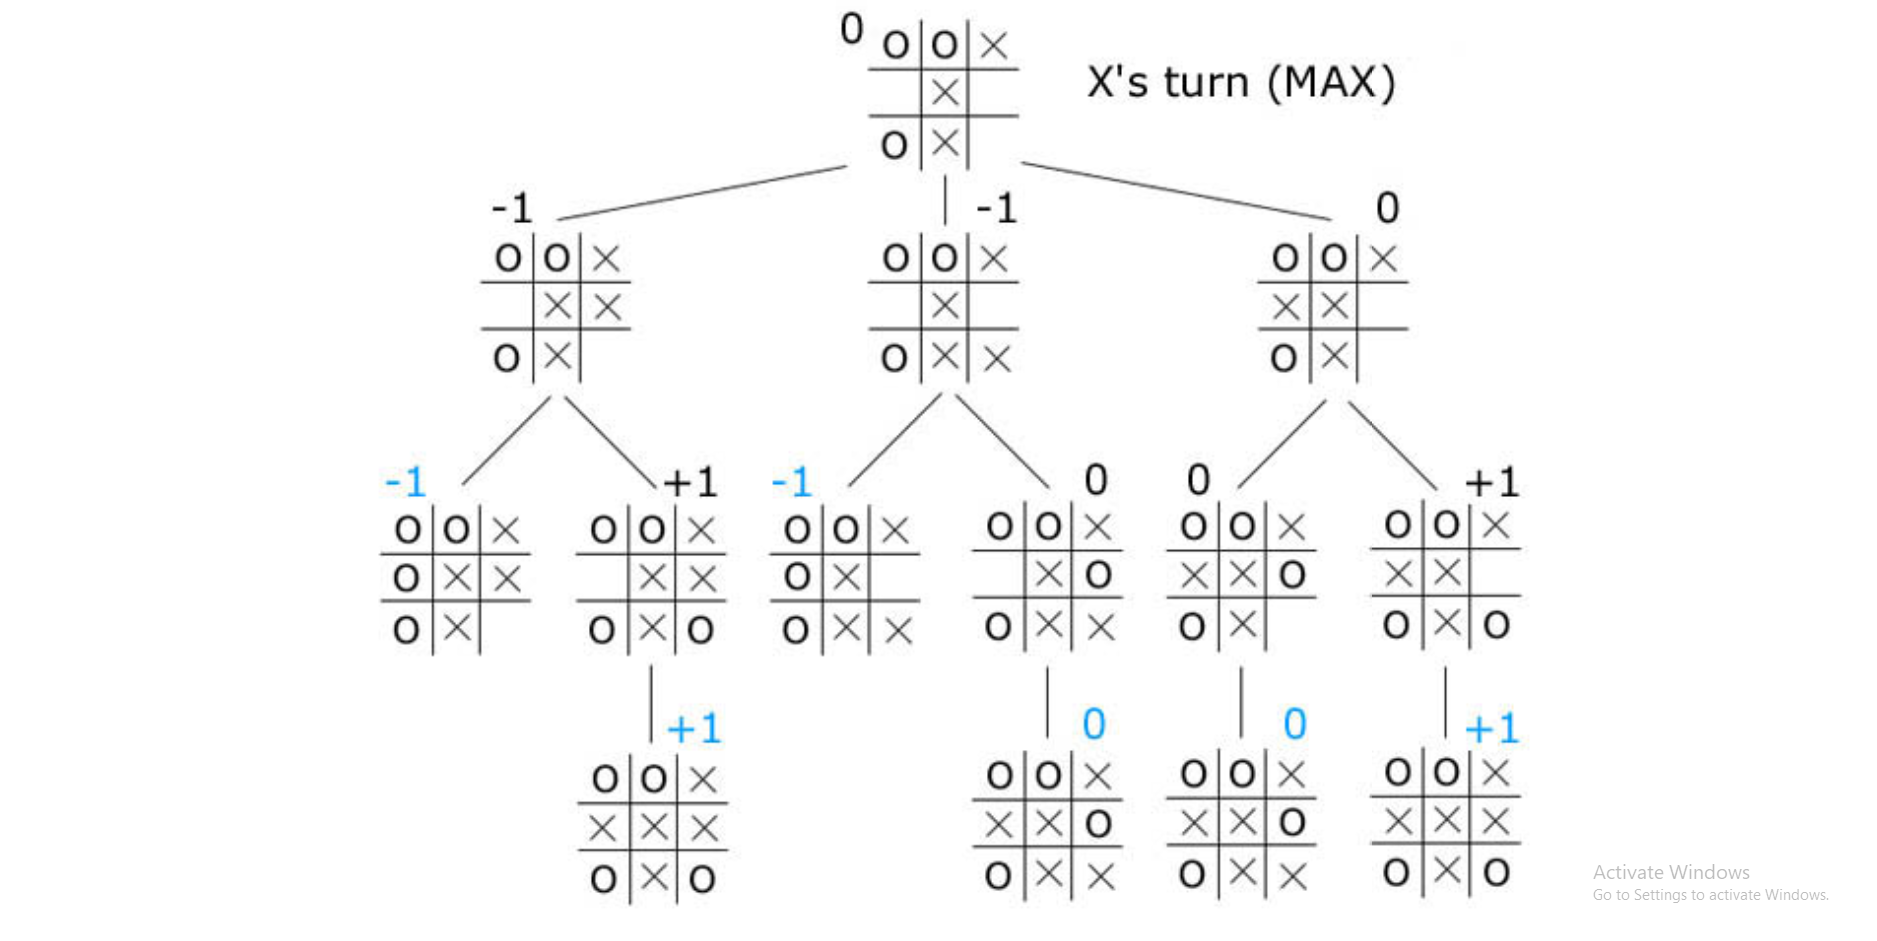 0
O O ×
X's turn (MAX)
×
O ×
-1 -1 0
O O × O O × O O ×
× × × × ×
O × O × × O ×
-1 +1 -1 0 0 +1
O O × O O × O O × O O × O O × O O ×
O × × × × O × × O × × O × ×
O × O × O O × × O × × O × O × O
+1 0 0 +1
O O × O O × O O × O O ×
× × × × × O × × O × × ×
O × O O × × O × × O × O
Activate Windows
Go to Settings to activate Windows.